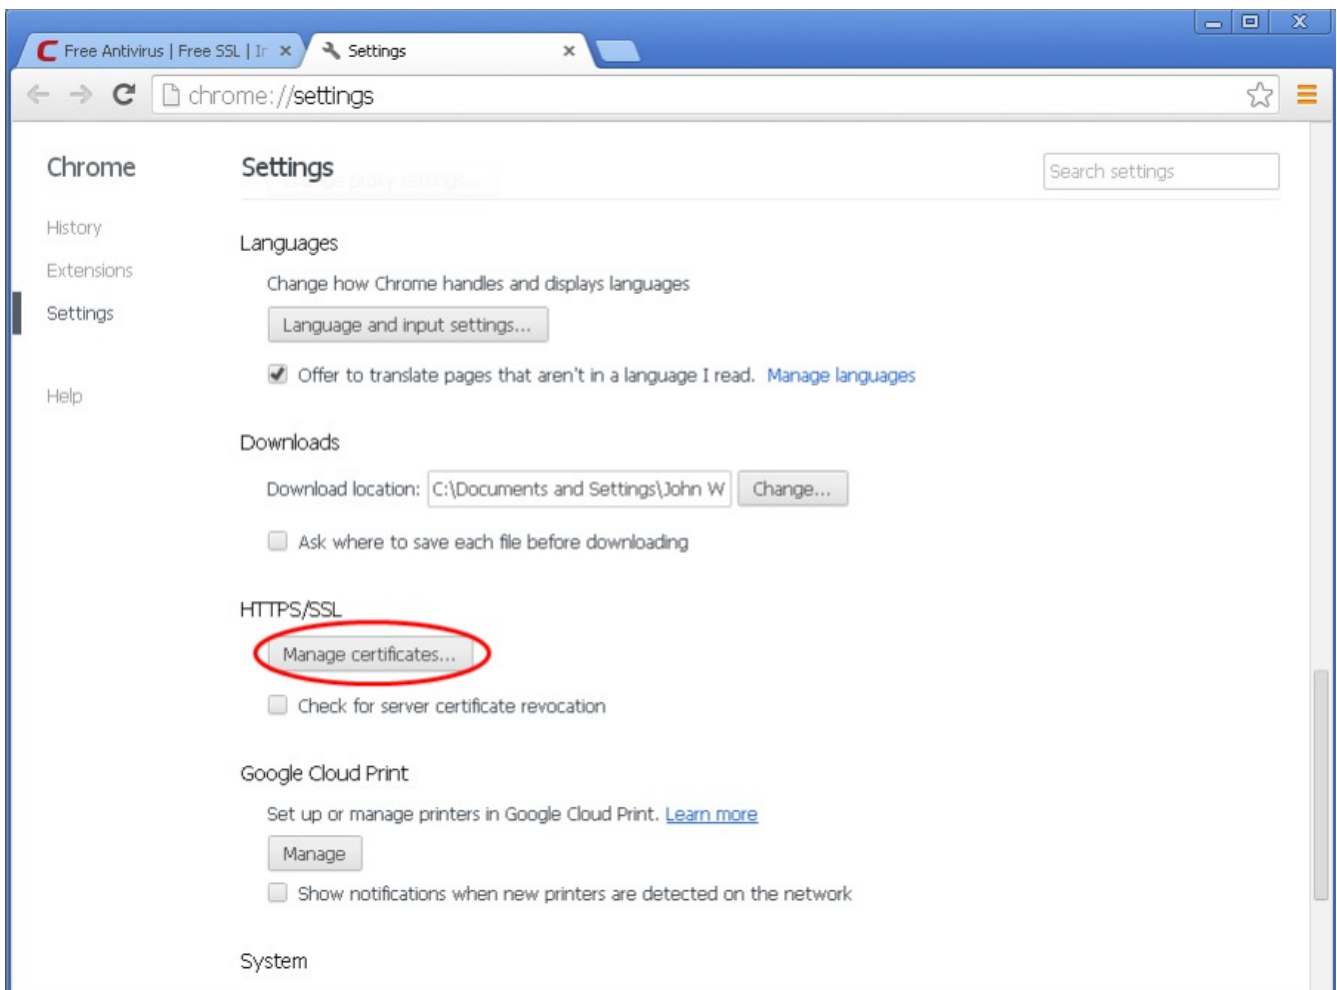 Free Antivirus | Free SSL | Ir
Settings
chrome://settings
Chrome
Settings
Search settings
History
Extensions
Settings
Help
Languages
Change how Chrome handles and displays languages
Language and input settings...
Offer to translate pages that aren't in a language I read. Manage languages
Downloads
Download location: C:\Documents and Settings\John W Change...
Ask where to save each file before downloading
HTTPS/SSL
Manage certificates...
Check for server certificate revocation
Google Cloud Print
Set up or manage printers in Google Cloud Print. Learn more
Manage
Show notifications when new printers are detected on the network
System